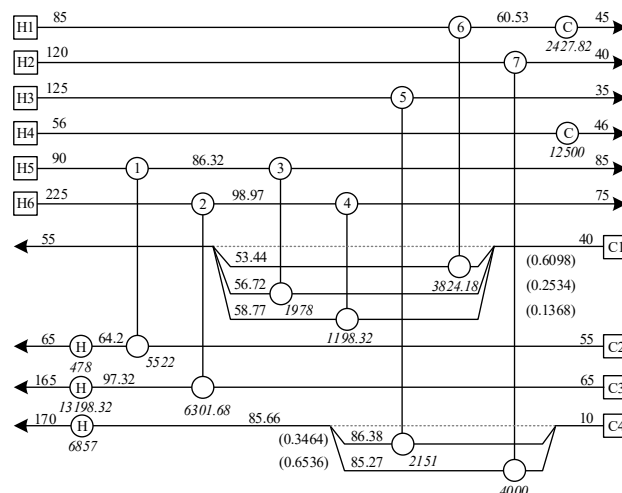 H1 85 6 60.53 C 45
2427.82
H2 120 7 40
H3 125 5 35
H4 56 C 46
12500
H5 90 1 86.32 3 85
H6 225 2 98.97 4 75
55 40 C1
53.44 3824.18 (0.6098)
56.72 1978 (0.2534)
58.77 1198.32 (0.1368)
65 H 64.2 55 C2
478 5522
165 H 97.32 65 C3
13198.32 6301.68
170 H 85.66 10 C4
6857
(0.3464) 86.38 2151
(0.6536) 85.27 4000